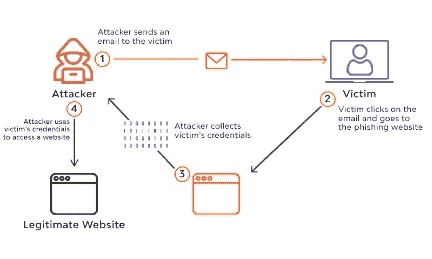 Attacker sends an
email to the victim
1
Attacker
4
Attacker uses
victim's credentials
to access a website
Legitimate Website
Attacker collects
victim's credentials
3
Victim
2
Victim clicks on the
email and goes to
the phishing website